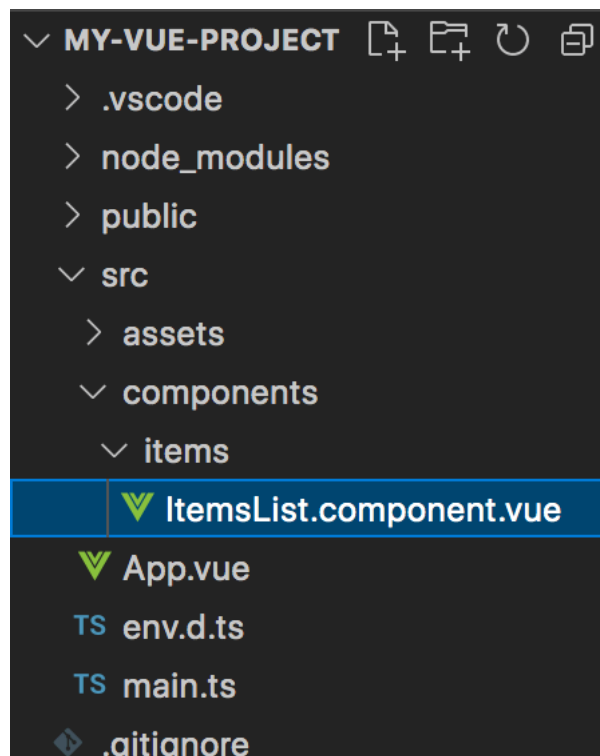 MY-VUE-PROJECT
.vscode
node_modules
public
src
assets
components
items
ItemsList.component.vue
App.vue
TS env.d.ts
TS main.ts
.gitignore